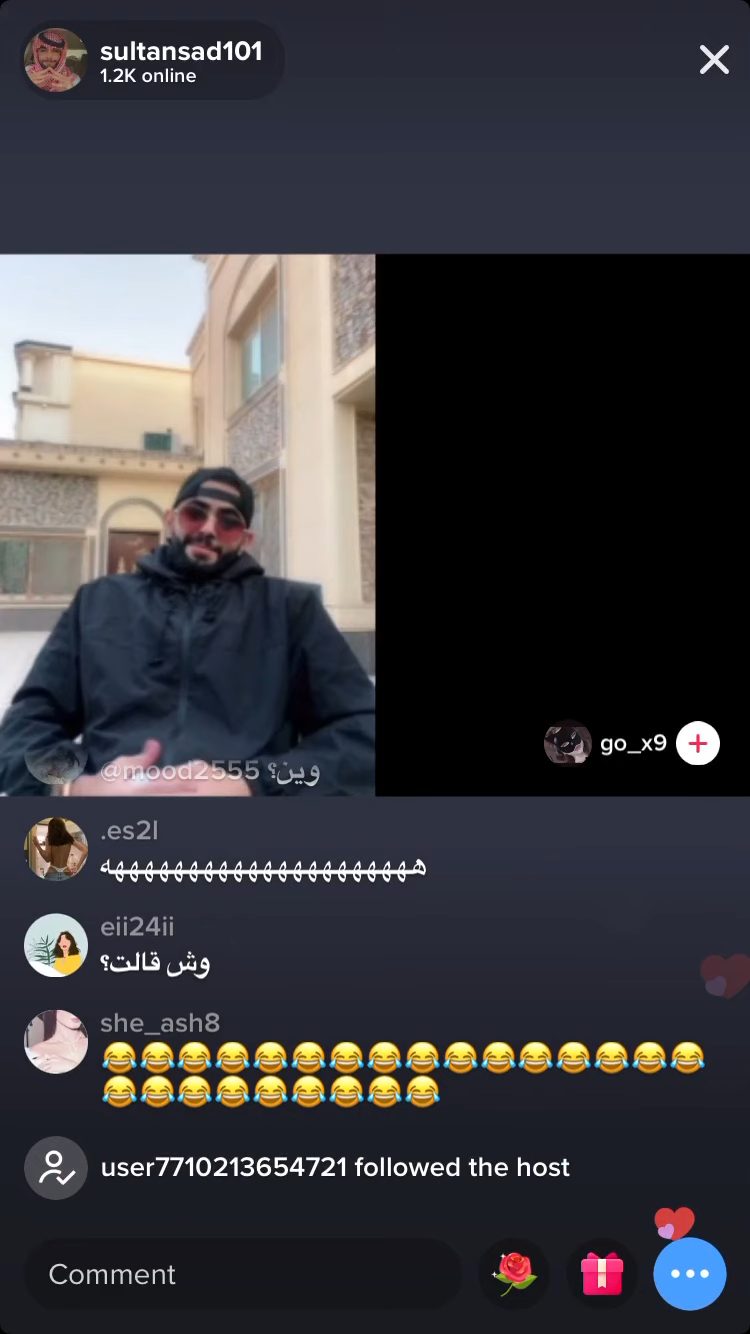 sultansad101
1.2K online
go_x9
@mood2555 وين؟
.es2l
هههههههههههههههههههههه
eii24ii
وش قالت؟
she_ash8
😂😂😂😂😂😂😂😂😂😂😂😂😂😂😂😂
😂😂😂😂😂😂😂😂😂
user7710213654721 followed the host
Comment